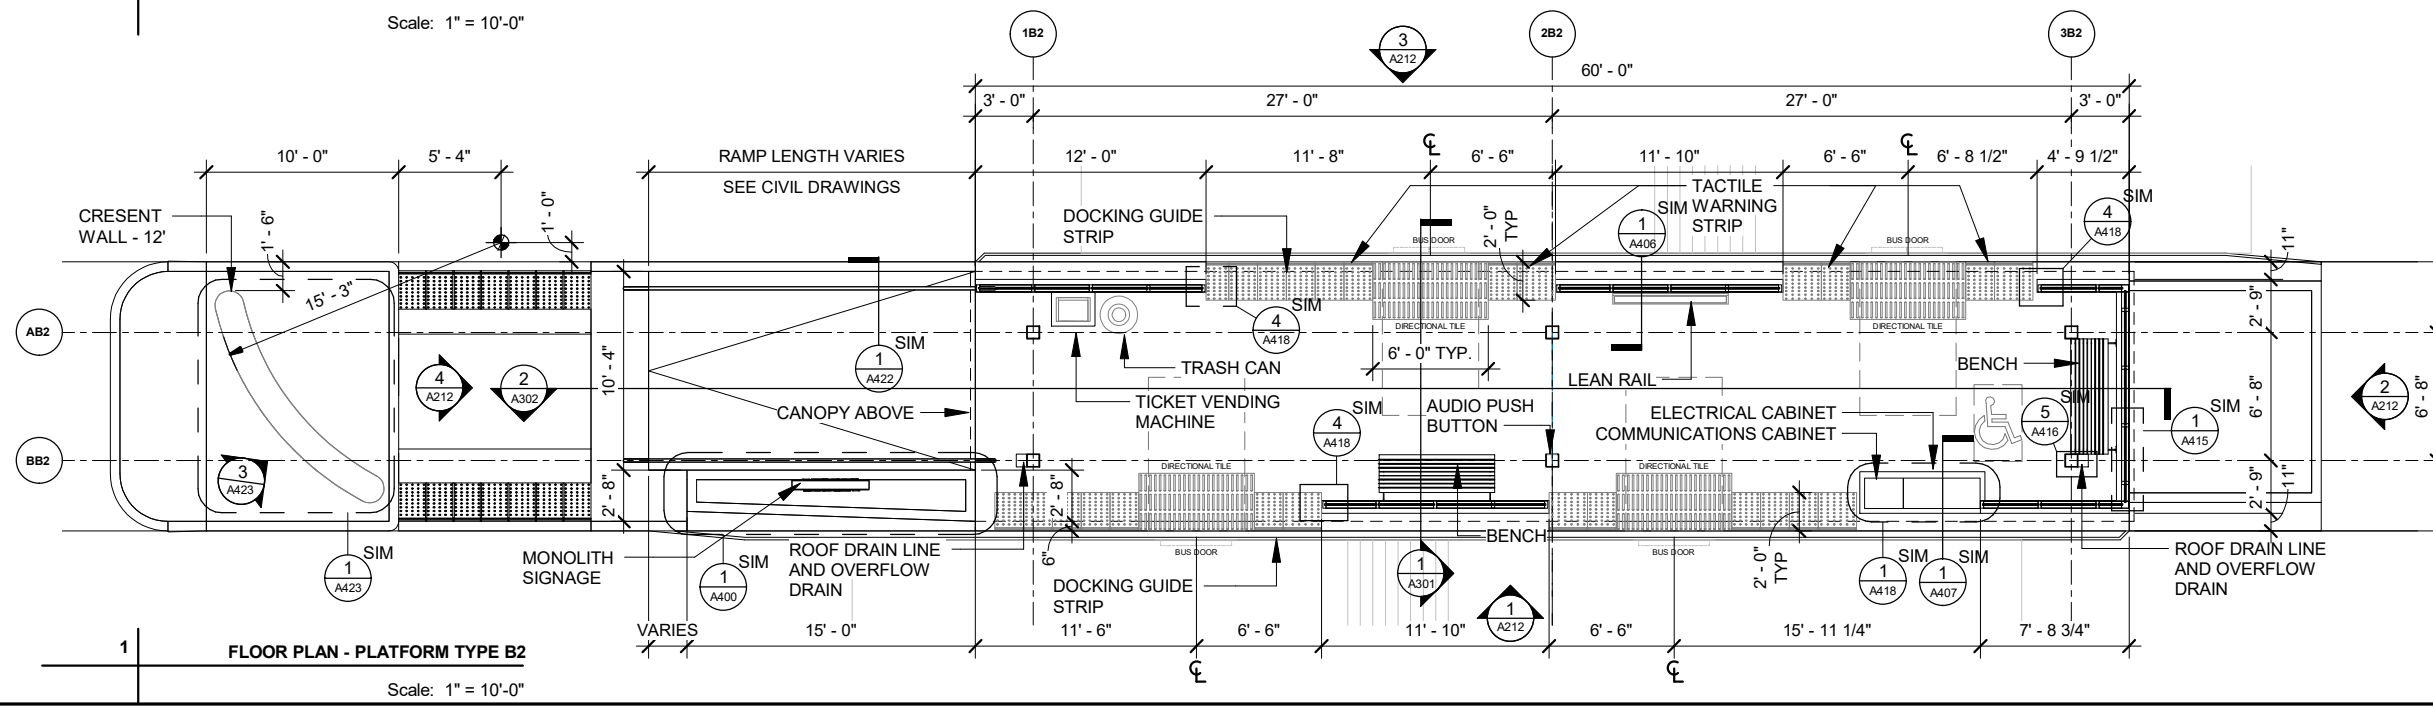 Scale: 1" = 10'-0"
1B2
2B2
3B2
3
A212
60' - 0"
3' - 0"
27' - 0"
27' - 0"
3' - 0"
10' - 0"
5' - 4"
RAMP LENGTH VARIES
SEE CIVIL DRAWINGS
12' - 0"
11' - 8"
6' - 6"
11' - 10"
6' - 6"
6' - 8 1/2"
4' - 9 1/2"
CRESENT
WALL - 12'
1' - 6"
15' - 3"
1' - 0"
DOCKING GUIDE
STRIP
BUS DOOR
2' - 0"
TYP
1
A406
SIM
TACTILE
WARNING
STRIP
BUS DOOR
4
A418
SIM
11"
2' - 9"
AB2
4
A212
2
A302
10' - 4"
1
A422
SIM
4
A418
SIM
DIRECTIONAL TILE
6' - 0" TYP.
DIRECTIONAL TILE
TRASH CAN
TICKET VENDING
MACHINE
CANOPY ABOVE
LEAN RAIL
BENCH
AUDIO PUSH
BUTTON
ELECTRICAL CABINET
COMMUNICATIONS CABINET
4
A418
SIM
5
A416
SIM
1
A415
SIM
6' - 8"
2
A212
6' - 8"
BB2
3
A423
2' - 8"
DIRECTIONAL TILE
2' - 8"
6"
DIRECTIONAL TILE
2' - 9"
11"
BENCH
BUS DOOR
BUS DOOR
2' - 0"
TYP
1
A423
SIM
MONOLITH
SIGNAGE
1
A400
SIM
ROOF DRAIN LINE
AND OVERFLOW
DRAIN
DOCKING GUIDE
STRIP
1
A301
1
A212
1
A418
SIM
1
A407
SIM
ROOF DRAIN LINE
AND OVERFLOW
DRAIN
VARIES
15' - 0"
11' - 6"
6' - 6"
11' - 10"
6' - 6"
15' - 11 1/4"
7' - 8 3/4"
1
FLOOR PLAN - PLATFORM TYPE B2
Scale: 1" = 10'-0"